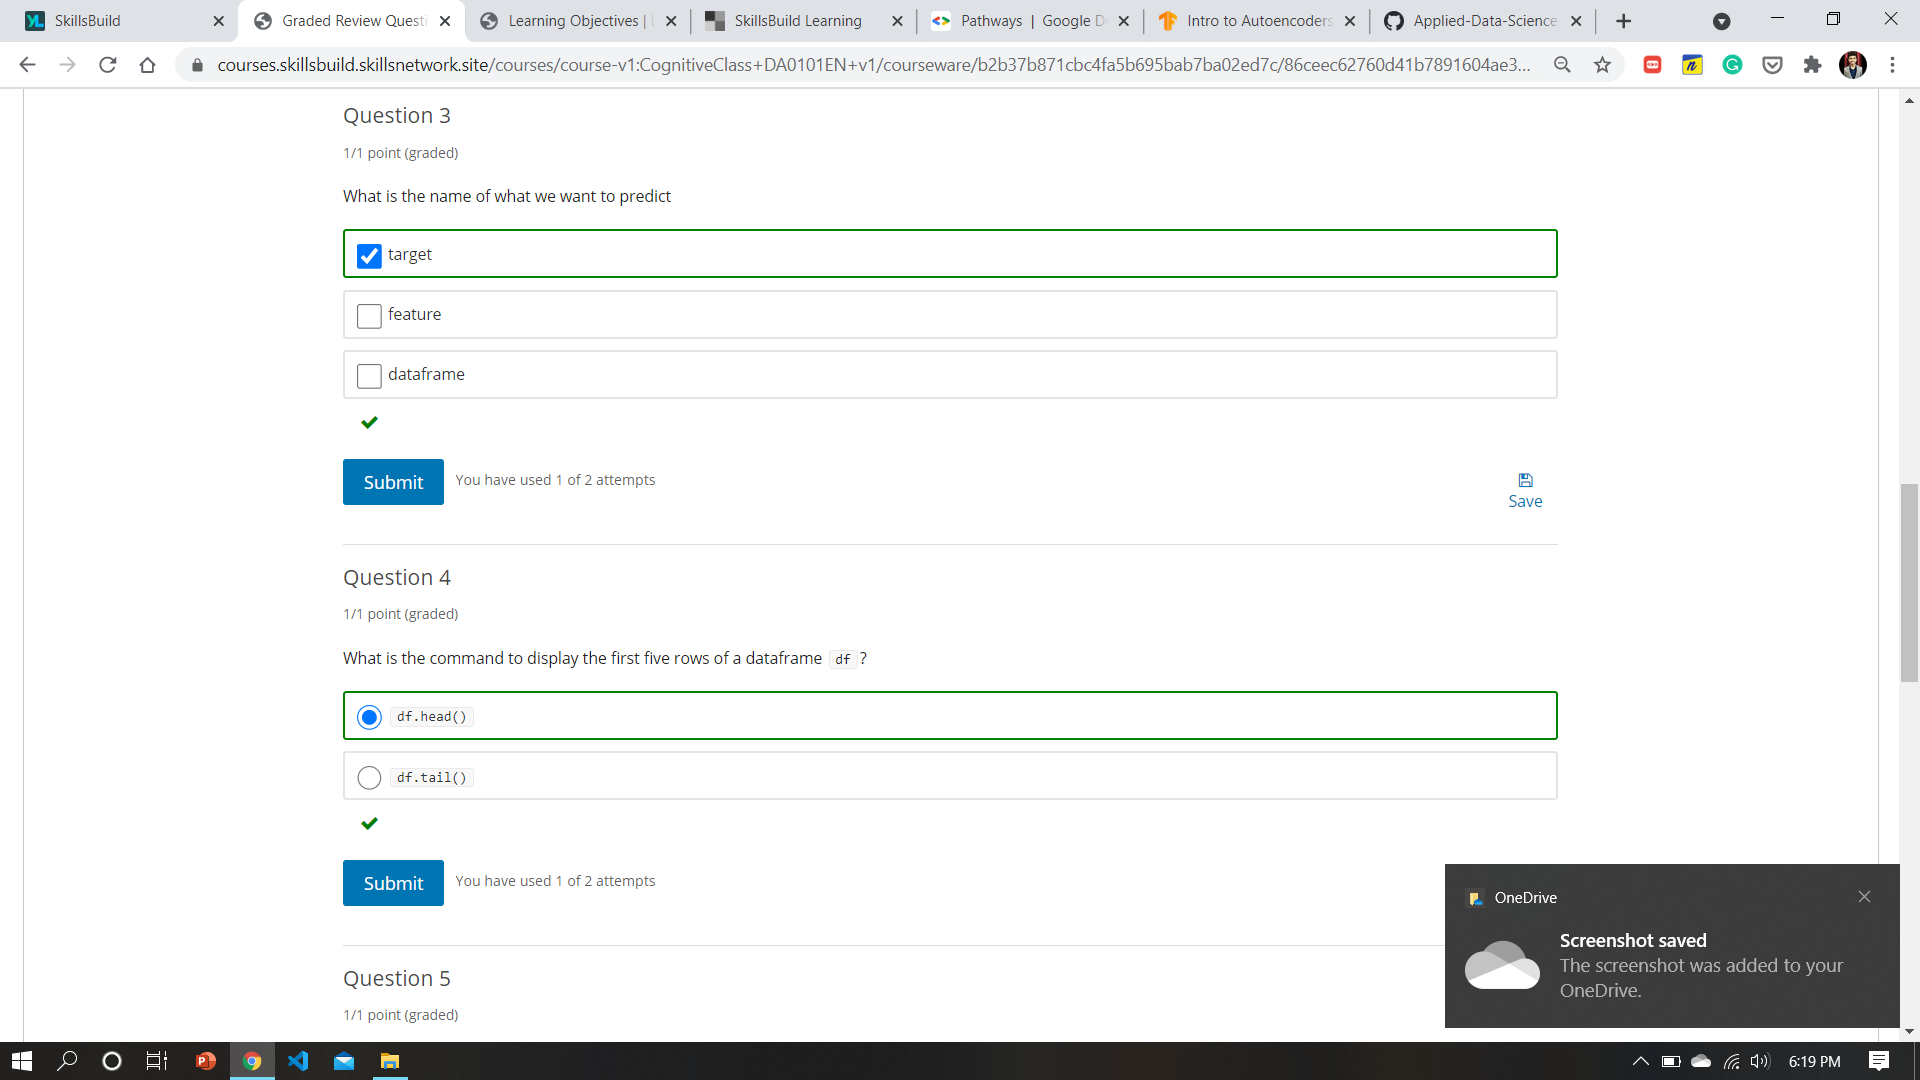 SkillsBuild
Graded Review Questi
Learning Objectives | L
SkillsBuild Learning
Pathways | Google D
Intro to Autoencoders
Applied-Data-Science
courses.skillsbuild.skillsnetwork.site/courses/course-v1:CognitiveClass+DA0101EN+v1/courseware/b2b37b871cbc4fa5b695bab7ba02ed7c/86ceec62760d41b7891604ae3...
Question 3
1/1 point (graded)
What is the name of what we want to predict
target
feature
dataframe
Submit
You have used 1 of 2 attempts
Save
Question 4
1/1 point (graded)
What is the command to display the first five rows of a dataframe df ?
df.head()
df.tail()
Submit
You have used 1 of 2 attempts
Question 5
1/1 point (graded)
OneDrive
Screenshot saved
The screenshot was added to your
OneDrive.
6:19 PM